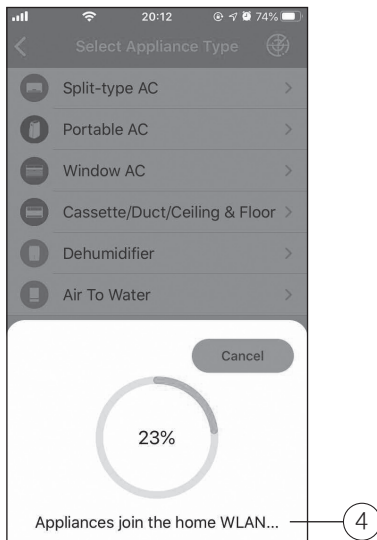 20:12 74%
Select Appliance Type
Split-type AC
Portable AC
Window AC
Cassette/Duct/Ceiling & Floor
Dehumidifier
Air To Water
Cancel
23%
Appliances join the home WLAN...
4